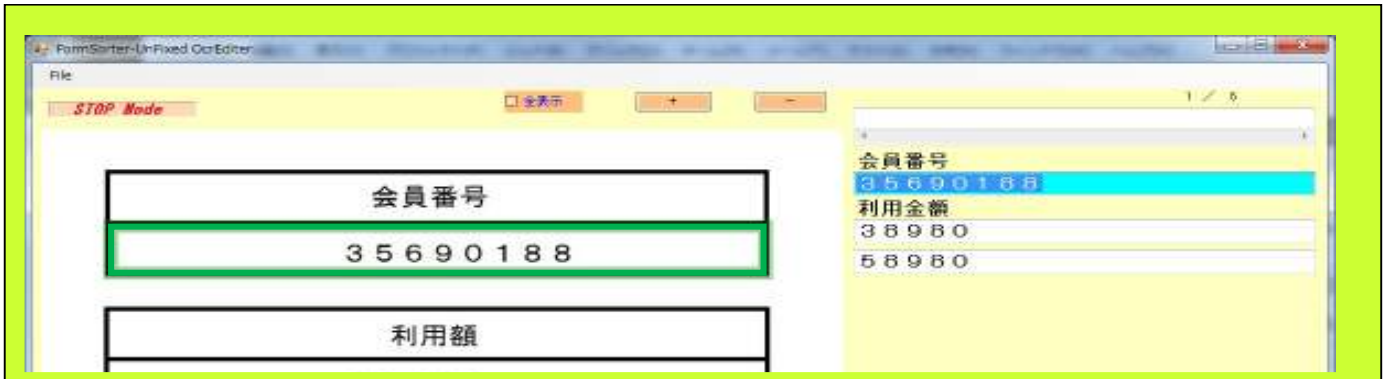 FormSorter-UnFixed OcrEditer
File
STOP Mode
全表示
+
-
1 / 6
会員番号
35690188
利用額
会員番号
35690188
利用金額
38980
58980